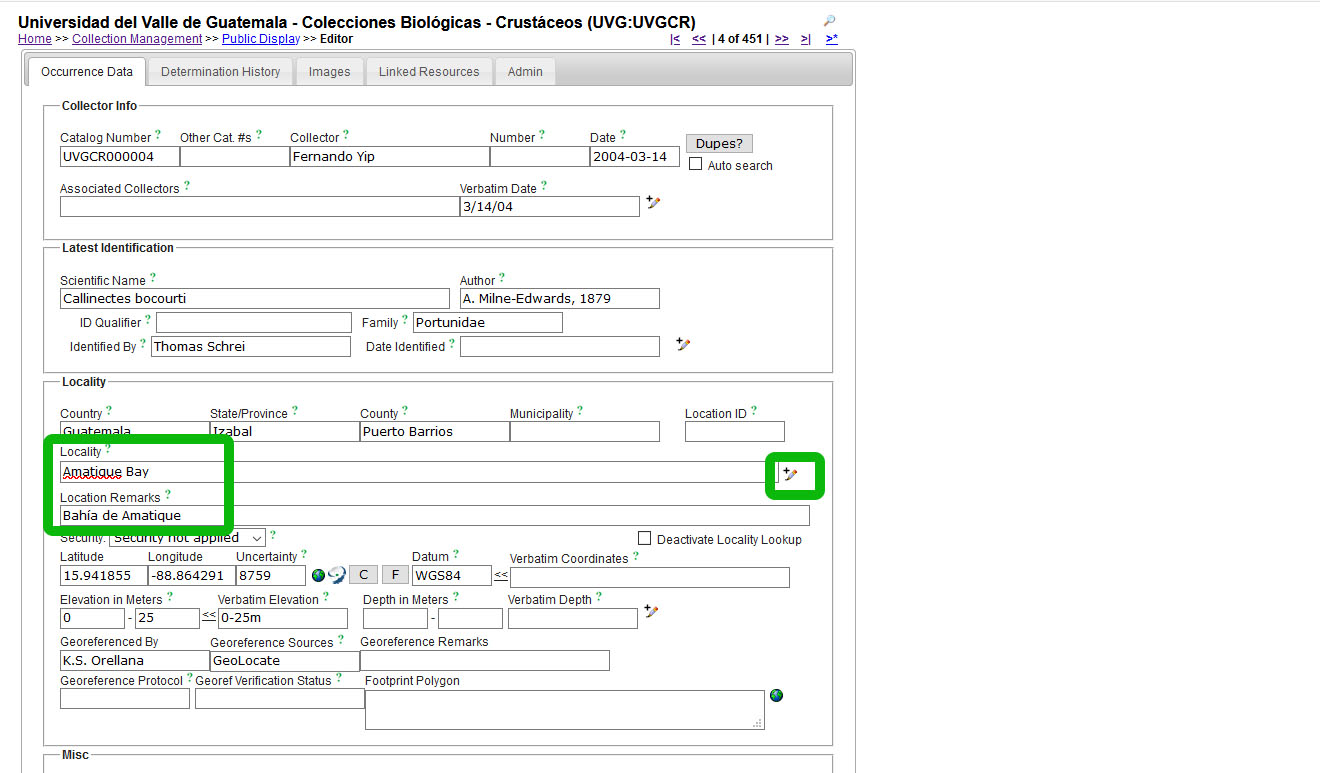 Universidad del Valle de Guatemala - Colecciones Biológicas - Crustáceos (UVG:UVGCR)
Home >> Collection Management >> Public Display >> Editor |< << | 4 of 451 | >> >| >*
Occurrence Data Determination History Images Linked Resources Admin
Collector Info
Catalog Number ? Other Cat. #s ? Collector ? Number ? Date ?
UVGCR000004 Fernando Yip 2004-03-14 Dupes?
Auto search
Associated Collectors ? Verbatim Date ?
3/14/04
Latest Identification
Scientific Name ? Author ?
Callinectes bocourti A. Milne-Edwards, 1879
ID Qualifier ? Family ? Portunidae
Identified By ? Thomas Schrei Date Identified ?
Locality
Country ? State/Province ? County ? Municipality ? Location ID ?
Guatemala Izabal Puerto Barrios
Locality ?
Amatique Bay
Location Remarks ?
Bahía de Amatique
Security: Security not applied ? Deactivate Locality Lookup
Latitude Longitude Uncertainty ? Datum ? Verbatim Coordinates ?
15.941855 -88.864291 8759 C F WGS84 <<
Elevation in Meters ? Verbatim Elevation ? Depth in Meters ? Verbatim Depth ?
0 - 25 << 0-25m -
Georeferenced By Georeference Sources ? Georeference Remarks
K.S. Orellana GeoLocate
Georeference Protocol ? Georef Verification Status ? Footprint Polygon
Misc